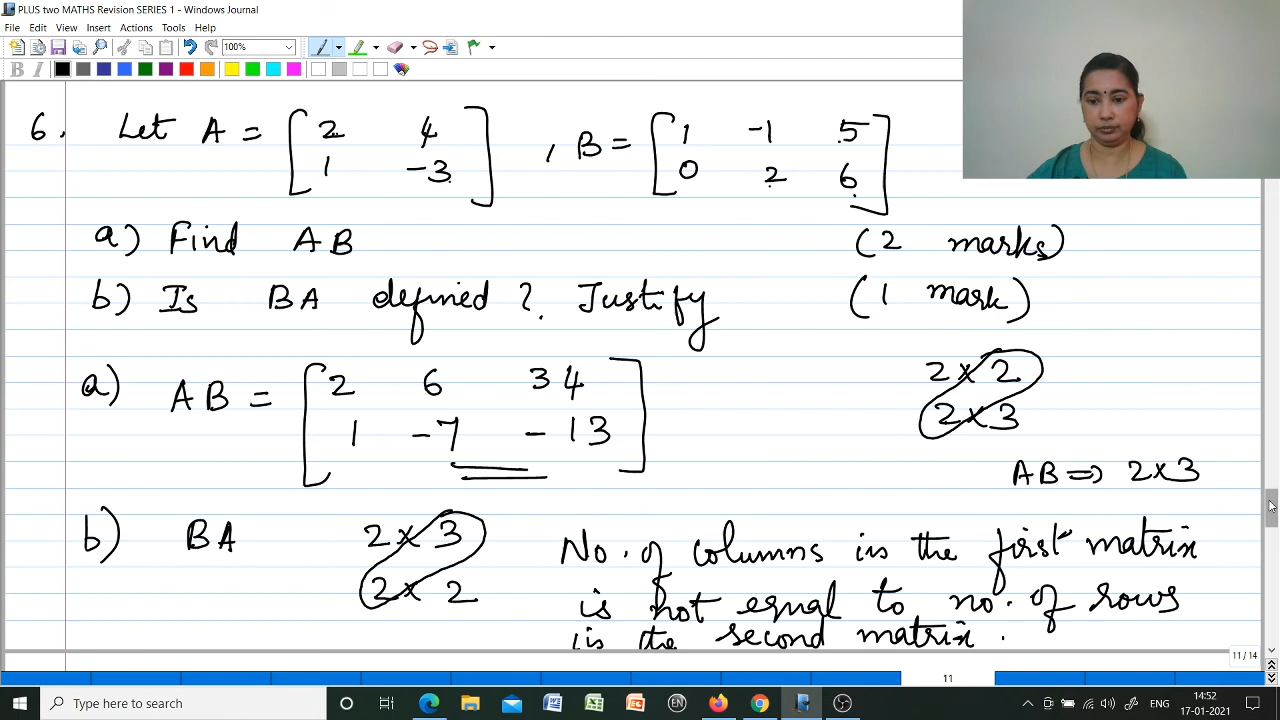 PLUS two MATHS Revision SERIES 1 - Windows Journal
File Edit View Insert Actions Tools Help
100%
B I
6. Let A = [ 2 4 , B = [ 1 -1 5
1 -3 ] 0 2 6 ]
a) Find AB (2 marks)
b) Is BA defined ? Justify (1 mark)
a) AB = [ 2 6 34 2 x 2
1 -7 -13 ] 2 x 3
AB => 2x3
b) BA 2 x 3 No. of columns in the first matrix
2 x 2 is not equal to no. of rows
in the second matrix.
11 / 14
11
Type here to search EN ENG 14:52
17-01-2021